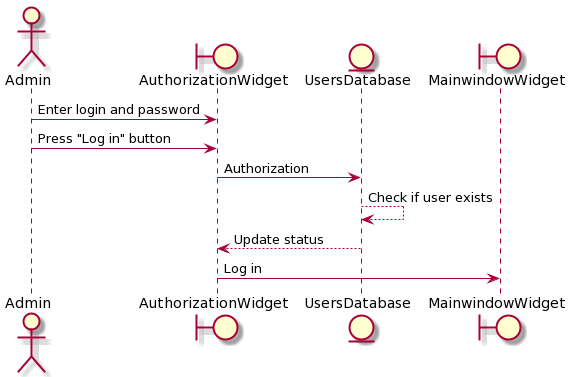 Admin
AuthorizationWidget
UsersDatabase
MainwindowWidget
Enter login and password
Press "Log in" button
Authorization
Check if user exists
Update status
Log in
Admin
AuthorizationWidget
UsersDatabase
MainwindowWidget